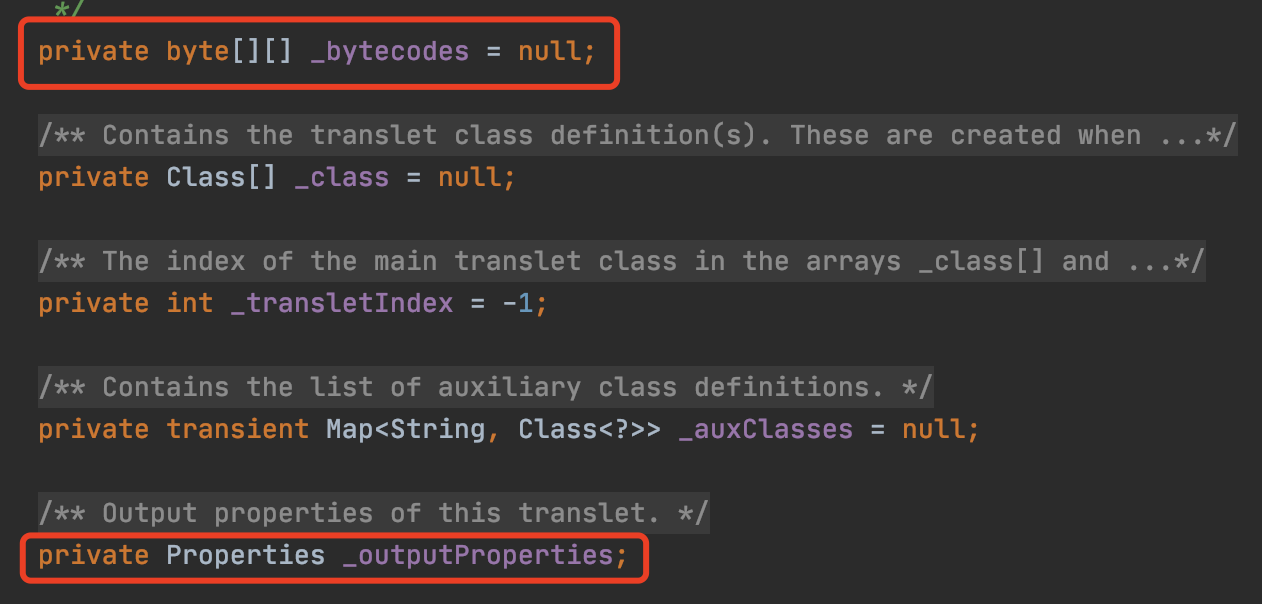 */
private byte[][] _bytecodes = null;
/** Contains the translet class definition(s). These are created when ...*/
private Class[] _class = null;
/** The index of the main translet class in the arrays _class[] and ...*/
private int _transletIndex = -1;
/** Contains the list of auxiliary class definitions. */
private transient Map<String, Class<?>> _auxClasses = null;
/** Output properties of this translet. */
private Properties _outputProperties;